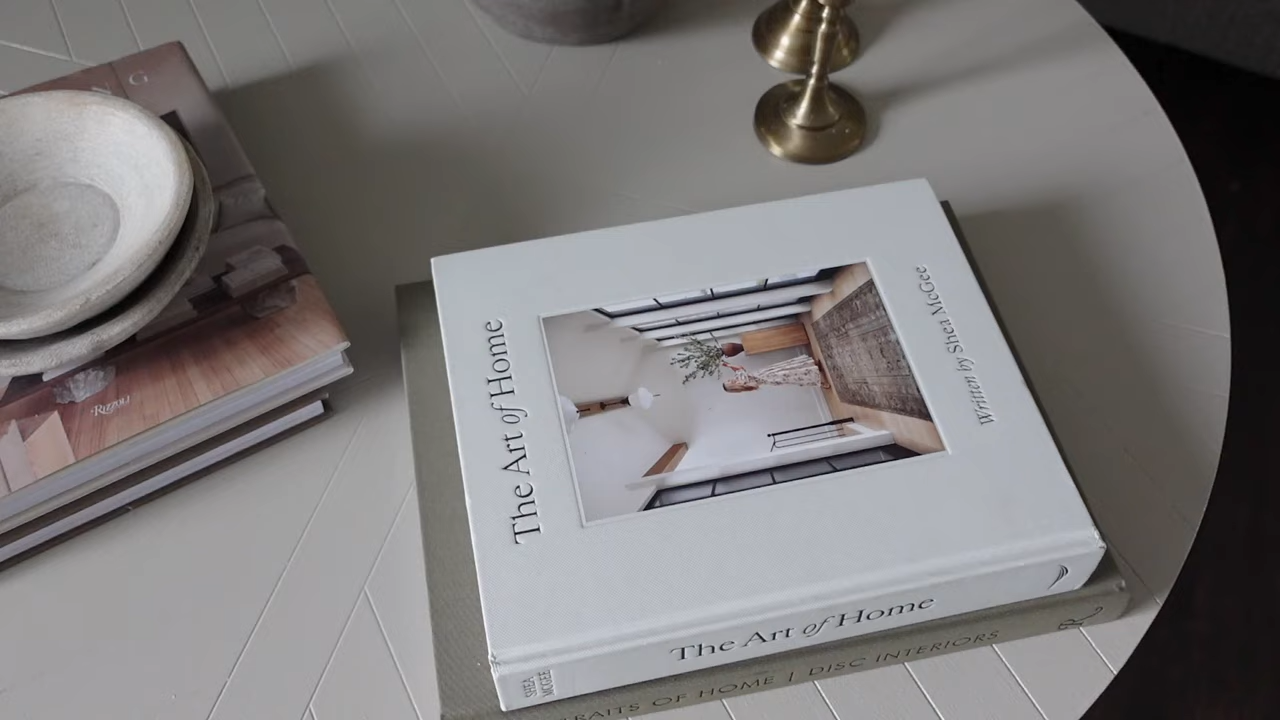 G
RIZZOLI
The Art of Home
Written by Shea McGee
SHEA
MCGEE
The Art of Home
RAITS OF HOME | DISC INTERIORS